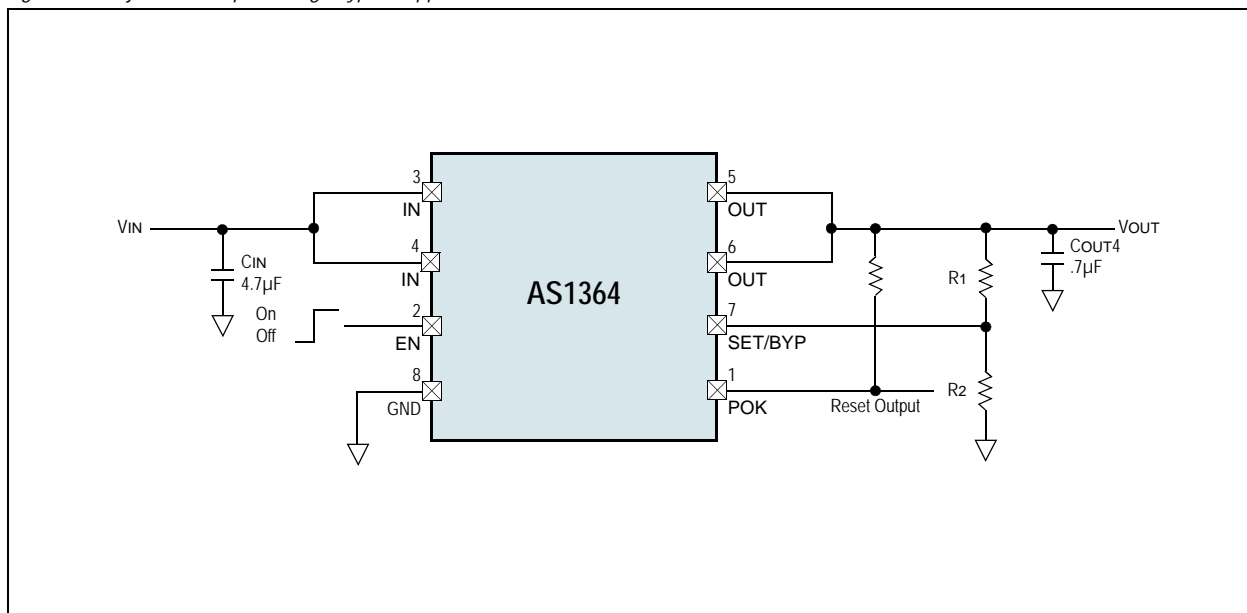 3
IN
VIN
4
IN
CIN
4.7µF
On
Off
2
EN
8
GND
AS1364
5
OUT
6
OUT
7
SET/BYP
1
POK
Reset Output
R1
R2
VOUT
COUT4
.7µF